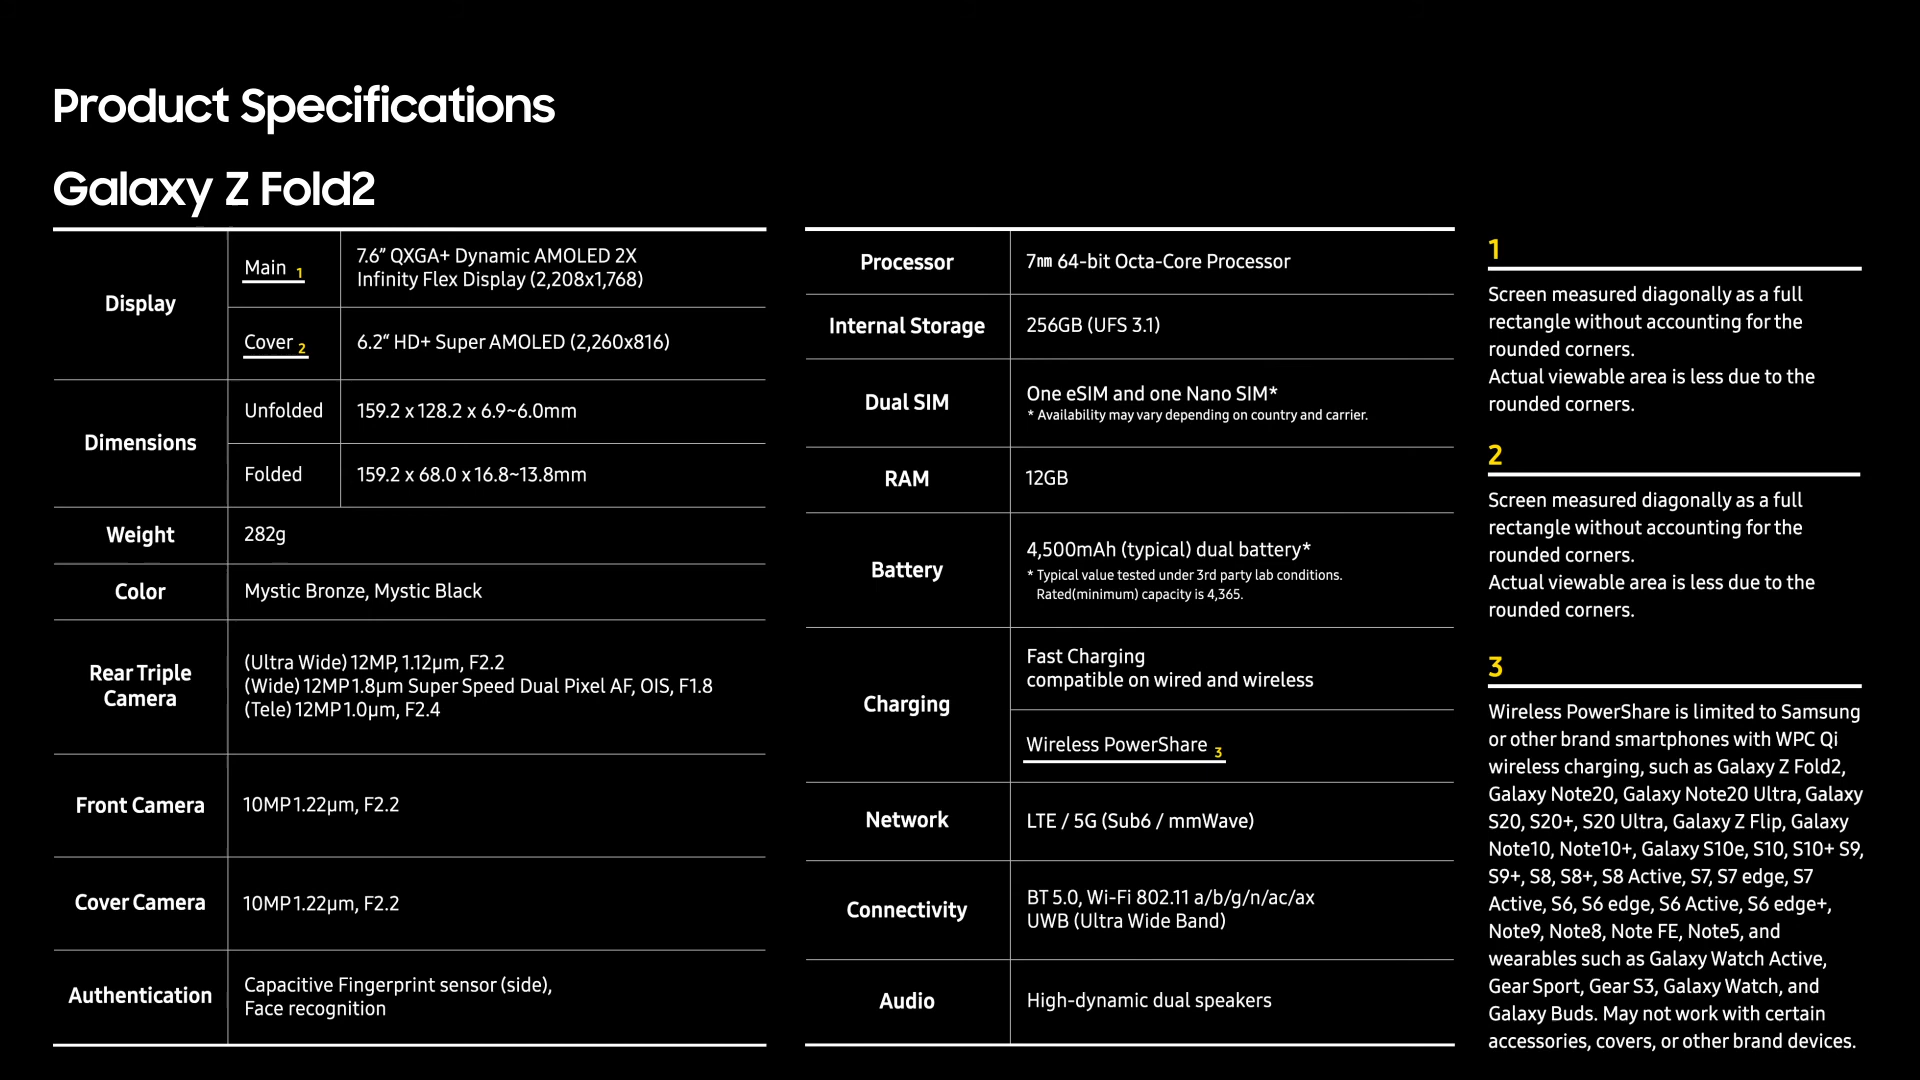 Product Specifications
Galaxy Z Fold2
Display
Main 1
7.6” QXGA+ Dynamic AMOLED 2X
Infinity Flex Display (2,208x1,768)
Cover 2
6.2“ HD+ Super AMOLED (2,260x816)
Dimensions
Unfolded
159.2 x 128.2 x 6.9~6.0mm
Folded
159.2 x 68.0 x 16.8~13.8mm
Weight
282g
Color
Mystic Bronze, Mystic Black
Rear Triple
Camera
(Ultra Wide) 12MP, 1.12μm, F2.2
(Wide) 12MP 1.8μm Super Speed Dual Pixel AF, OIS, F1.8
(Tele) 12MP 1.0μm, F2.4
Front Camera
10MP 1.22μm, F2.2
Cover Camera
10MP 1.22μm, F2.2
Authentication
Capacitive Fingerprint sensor (side),
Face recognition
Processor
7㎚ 64-bit Octa-Core Processor
Internal Storage
256GB (UFS 3.1)
Dual SIM
One eSIM and one Nano SIM*
* Availability may vary depending on country and carrier.
RAM
12GB
Battery
4,500mAh (typical) dual battery*
* Typical value tested under 3rd party lab conditions.
Rated(minimum) capacity is 4,365.
Charging
Fast Charging
compatible on wired and wireless
Wireless PowerShare 3
Network
LTE / 5G (Sub6 / mmWave)
Connectivity
BT 5.0, Wi-Fi 802.11 a/b/g/n/ac/ax
UWB (Ultra Wide Band)
Audio
High-dynamic dual speakers
1
Screen measured diagonally as a full
rectangle without accounting for the
rounded corners.
Actual viewable area is less due to the
rounded corners.
2
Screen measured diagonally as a full
rectangle without accounting for the
rounded corners.
Actual viewable area is less due to the
rounded corners.
3
Wireless PowerShare is limited to Samsung
or other brand smartphones with WPC Qi
wireless charging, such as Galaxy Z Fold2,
Galaxy Note20, Galaxy Note20 Ultra, Galaxy
S20, S20+, S20 Ultra, Galaxy Z Flip, Galaxy
Note10, Note10+, Galaxy S10e, S10, S10+ S9,
S9+, S8, S8+, S8 Active, S7, S7 edge, S7
Active, S6, S6 edge, S6 Active, S6 edge+,
Note9, Note8, Note FE, Note5, and
wearables such as Galaxy Watch Active,
Gear Sport, Gear S3, Galaxy Watch, and
Galaxy Buds. May not work with certain
accessories, covers, or other brand devices.